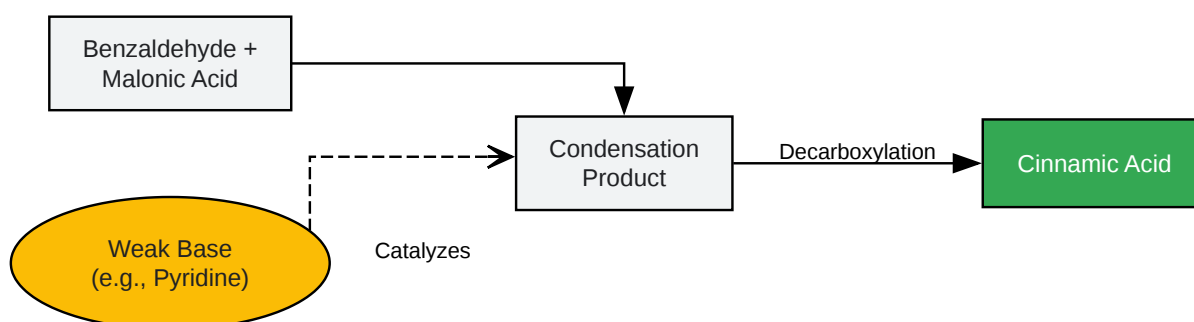 Benzaldehyde +
Malonic Acid
Condensation
Product
Decarboxylation
Cinnamic Acid
Weak Base
(e.g., Pyridine)
Catalyzes